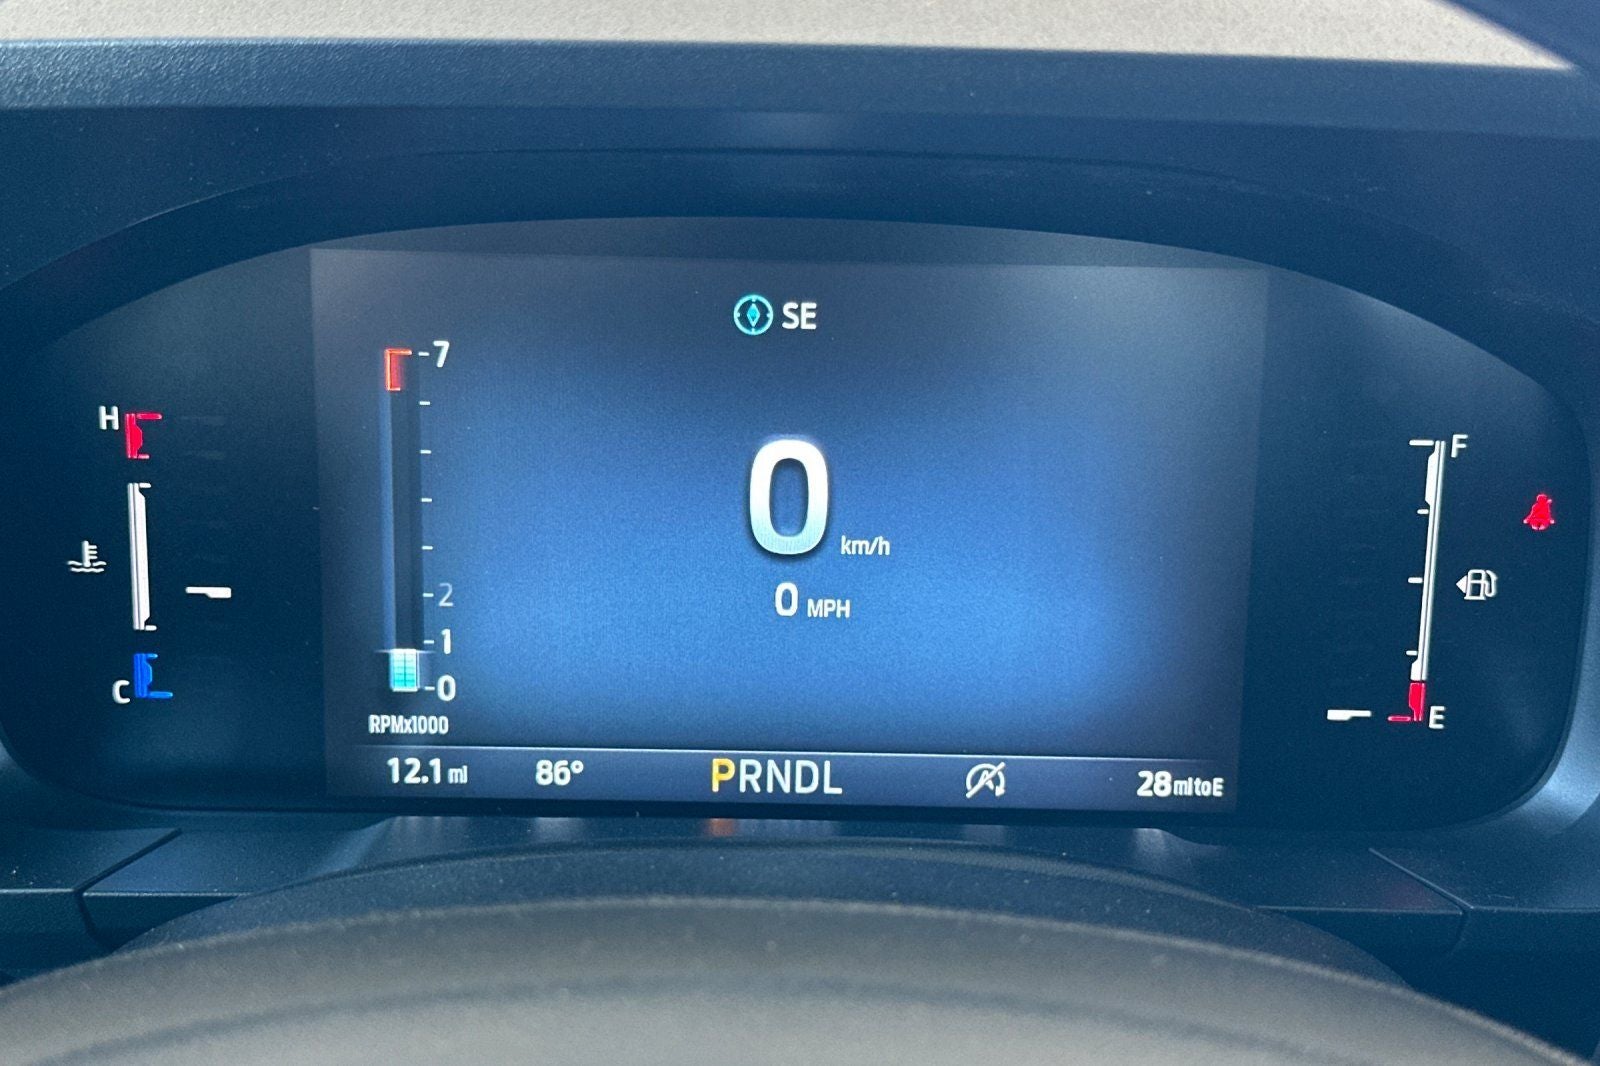 SE
7
H
F
0 km/h
2
0 MPH
1
C
0
E
RPMx1000
12.1 mi 86° PRNDL 28 mi to E